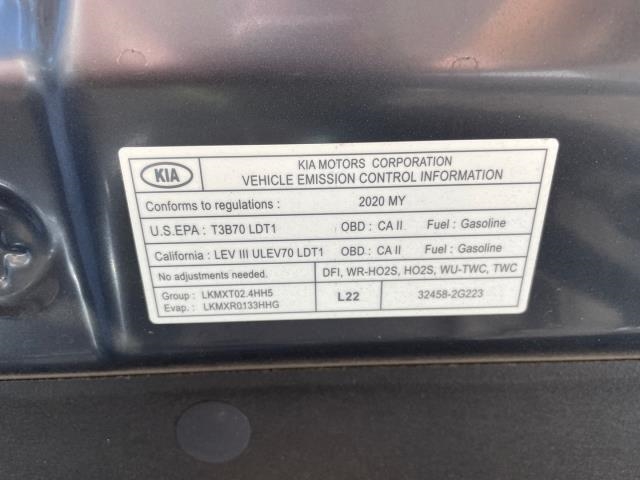 KIA
KIA MOTORS CORPORATION
VEHICLE EMISSION CONTROL INFORMATION
Conforms to regulations : 2020 MY
U.S.EPA : T3B70 LDT1 OBD : CA II Fuel : Gasoline
California : LEV III ULEV70 LDT1 OBD : CA II Fuel : Gasoline
No adjustments needed. DFI, WR-HO2S, HO2S, WU-TWC, TWC
Group : LKMXT02.4HH5 L22 32458-2G223
Evap. : LKMXR0133HHG